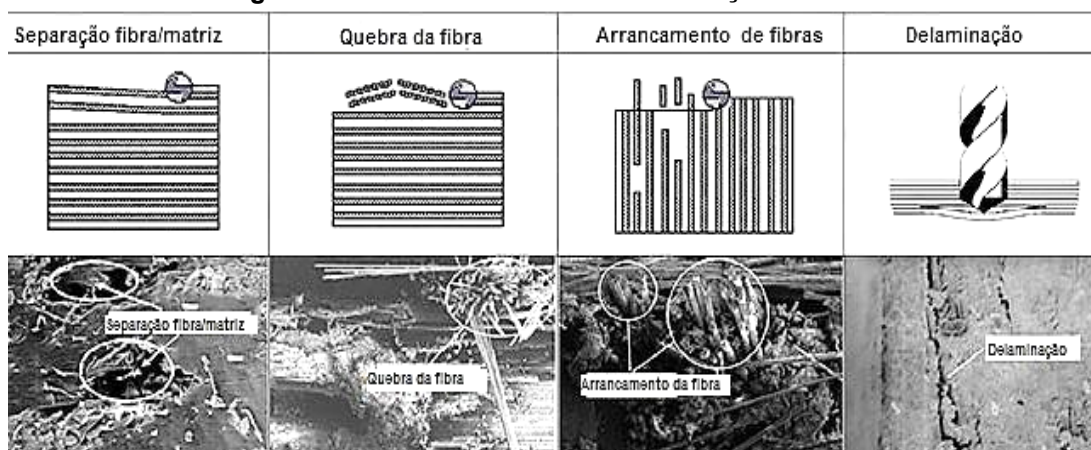 Separação fibra/matriz
Quebra da fibra
Arrancamento de fibras
Delaminação
Separação fibra/matriz
Quebra da fibra
Arrancamento da fibra
Delaminação